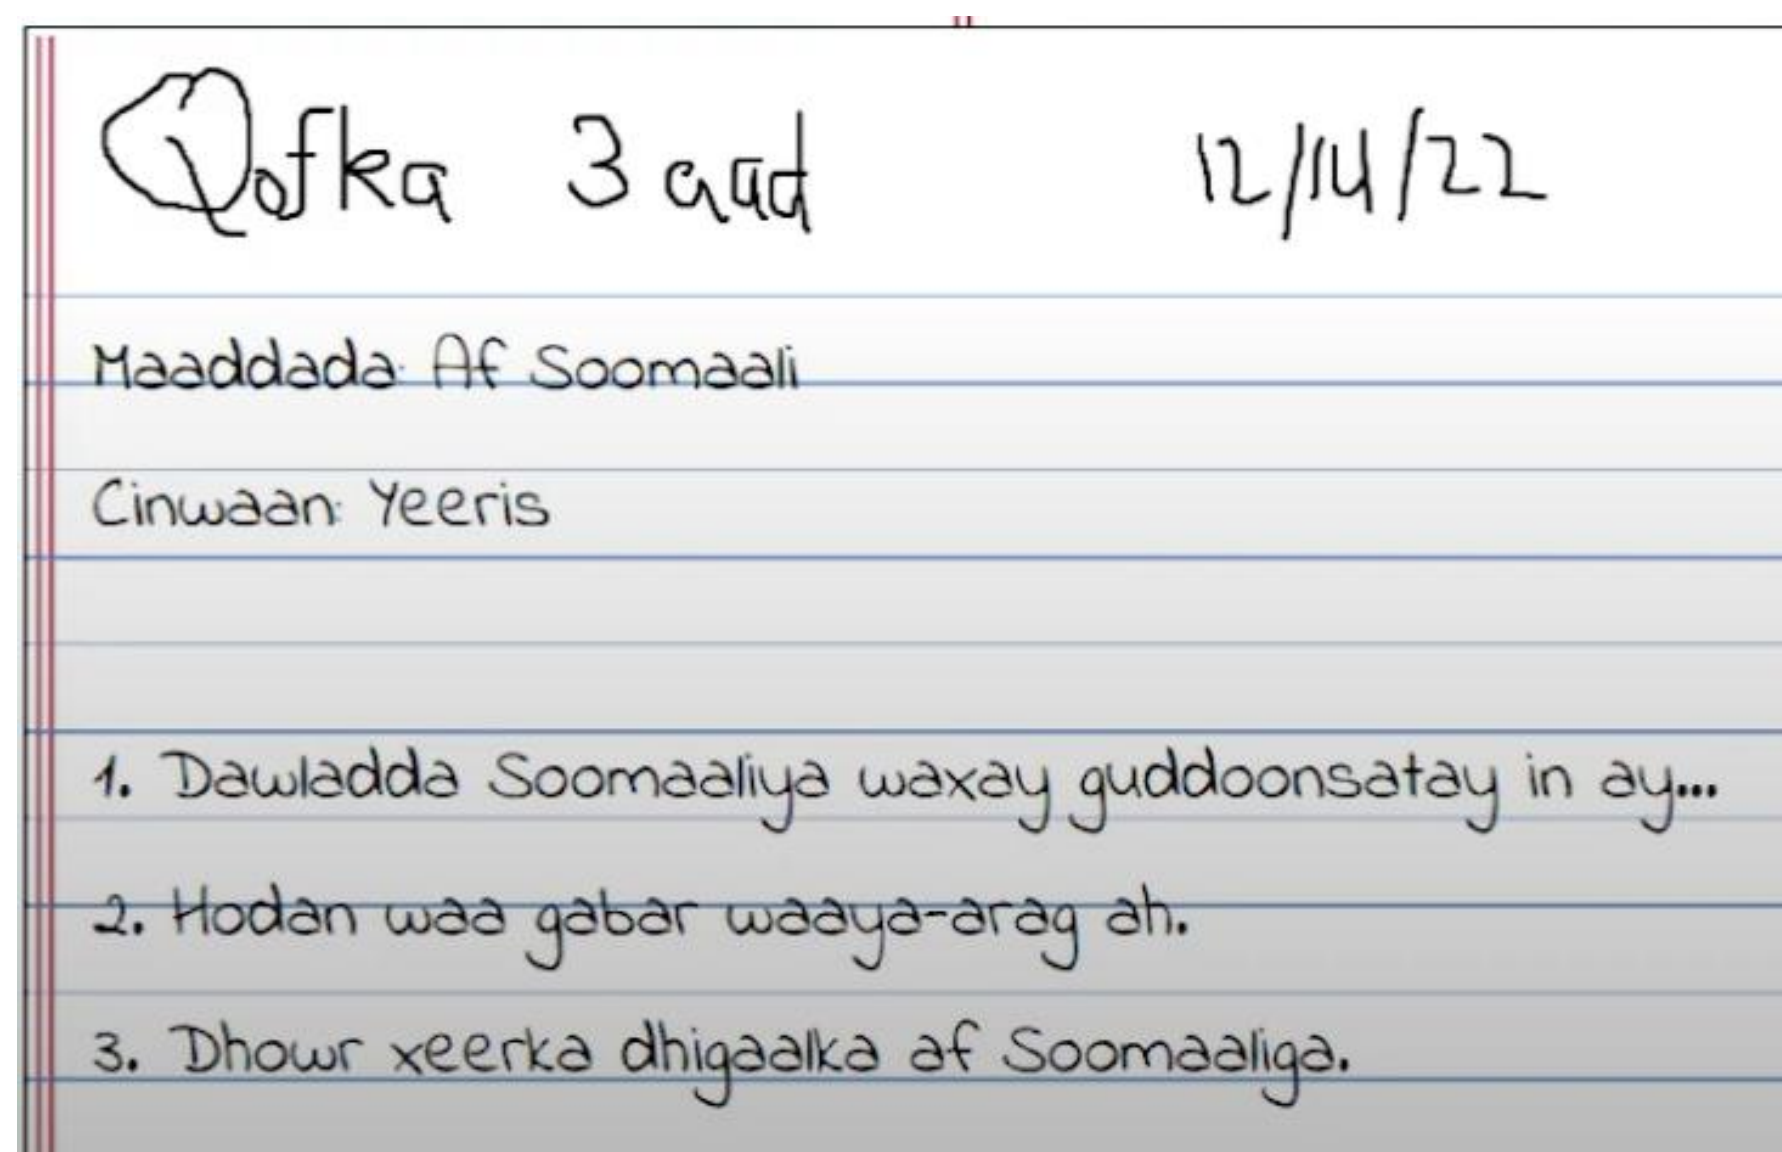 Qofka 3aad 12/14/22
Maaddada: Af Soomaali
Cinwaan: Yeeris
1. Dawladda Soomaaliya waxay guddoonsatay in ay...
2. Hodan waa gabar waaya-arag ah.
3. Dhowr xeerka dhigaalka af Soomaaliga.